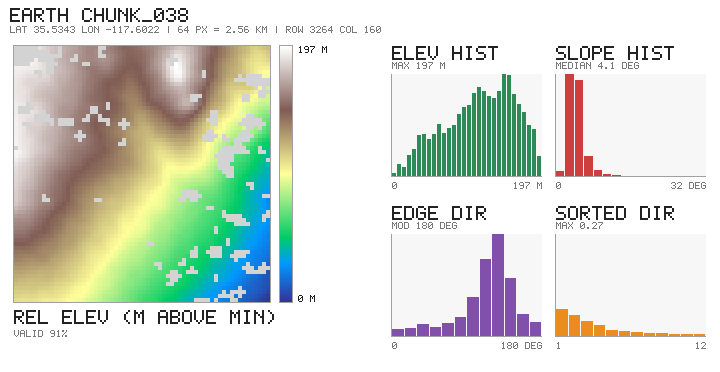 EARTH CHUNK_038
LAT 35.5343 LON -117.6022 | 64 PX = 2.56 KM | ROW 3264 COL 160
197 M
0 M
REL ELEV (M ABOVE MIN)
VALID 91%
ELEV HIST
MAX 197 M
0 197 M
SLOPE HIST
MEDIAN 4.1 DEG
0 32 DEG
EDGE DIR
MOD 180 DEG
0 180 DEG
SORTED DIR
MAX 0.27
1 12